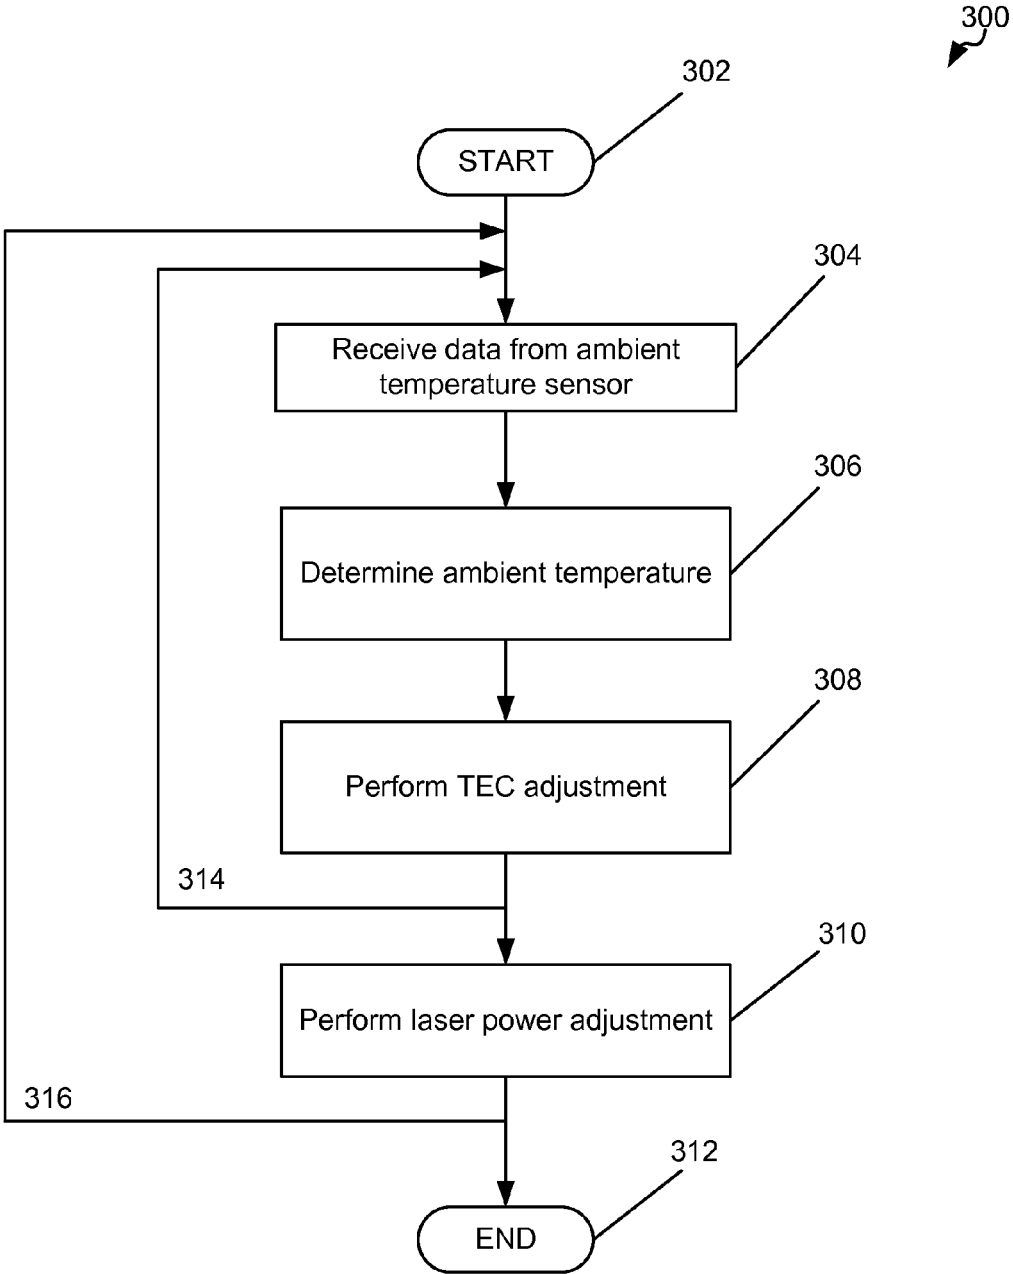 300
302
START
304
Receive data from ambient
temperature sensor
306
Determine ambient temperature
308
Perform TEC adjustment
314
310
Perform laser power adjustment
316
312
END